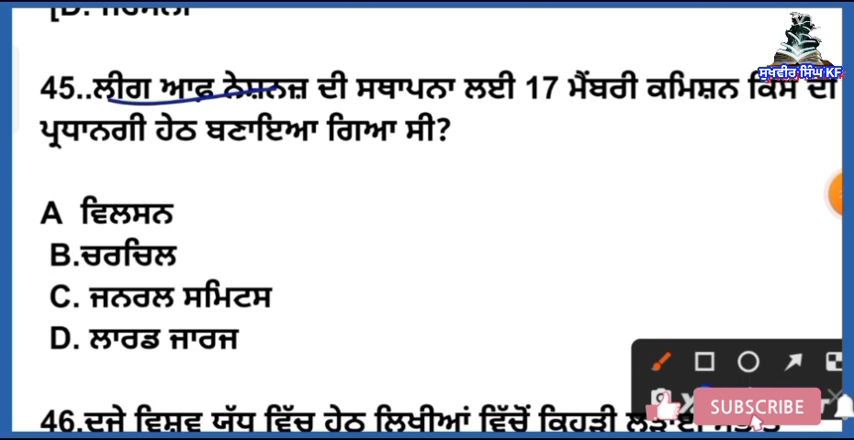 ਸੁਖਵੀਰ ਸਿੰਘ KF
45..ਲੀਗ ਆਫ਼ ਨੇਸ਼ਨਜ਼ ਦੀ ਸਥਾਪਨਾ ਲਈ 17 ਮੈਂਬਰੀ ਕਮਿਸ਼ਨ ਕਿਸ ਦੀ
ਪ੍ਰਧਾਨਗੀ ਹੇਠ ਬਣਾਇਆ ਗਿਆ ਸੀ?
A ਵਿਲਸਨ
B.ਚਰਚਿਲ
C. ਜਨਰਲ ਸਮਿਟਸ
D. ਲਾਰਡ ਜਾਰਜ
SUBSCRIBE
46.ਦੂਜੇ ਵਿਸ਼ਵ ਯੁੱਧ ਵਿੱਚ ਹੇਠ ਲਿਖੀਆਂ ਵਿੱਚੋਂ ਕਿਹੜੀ